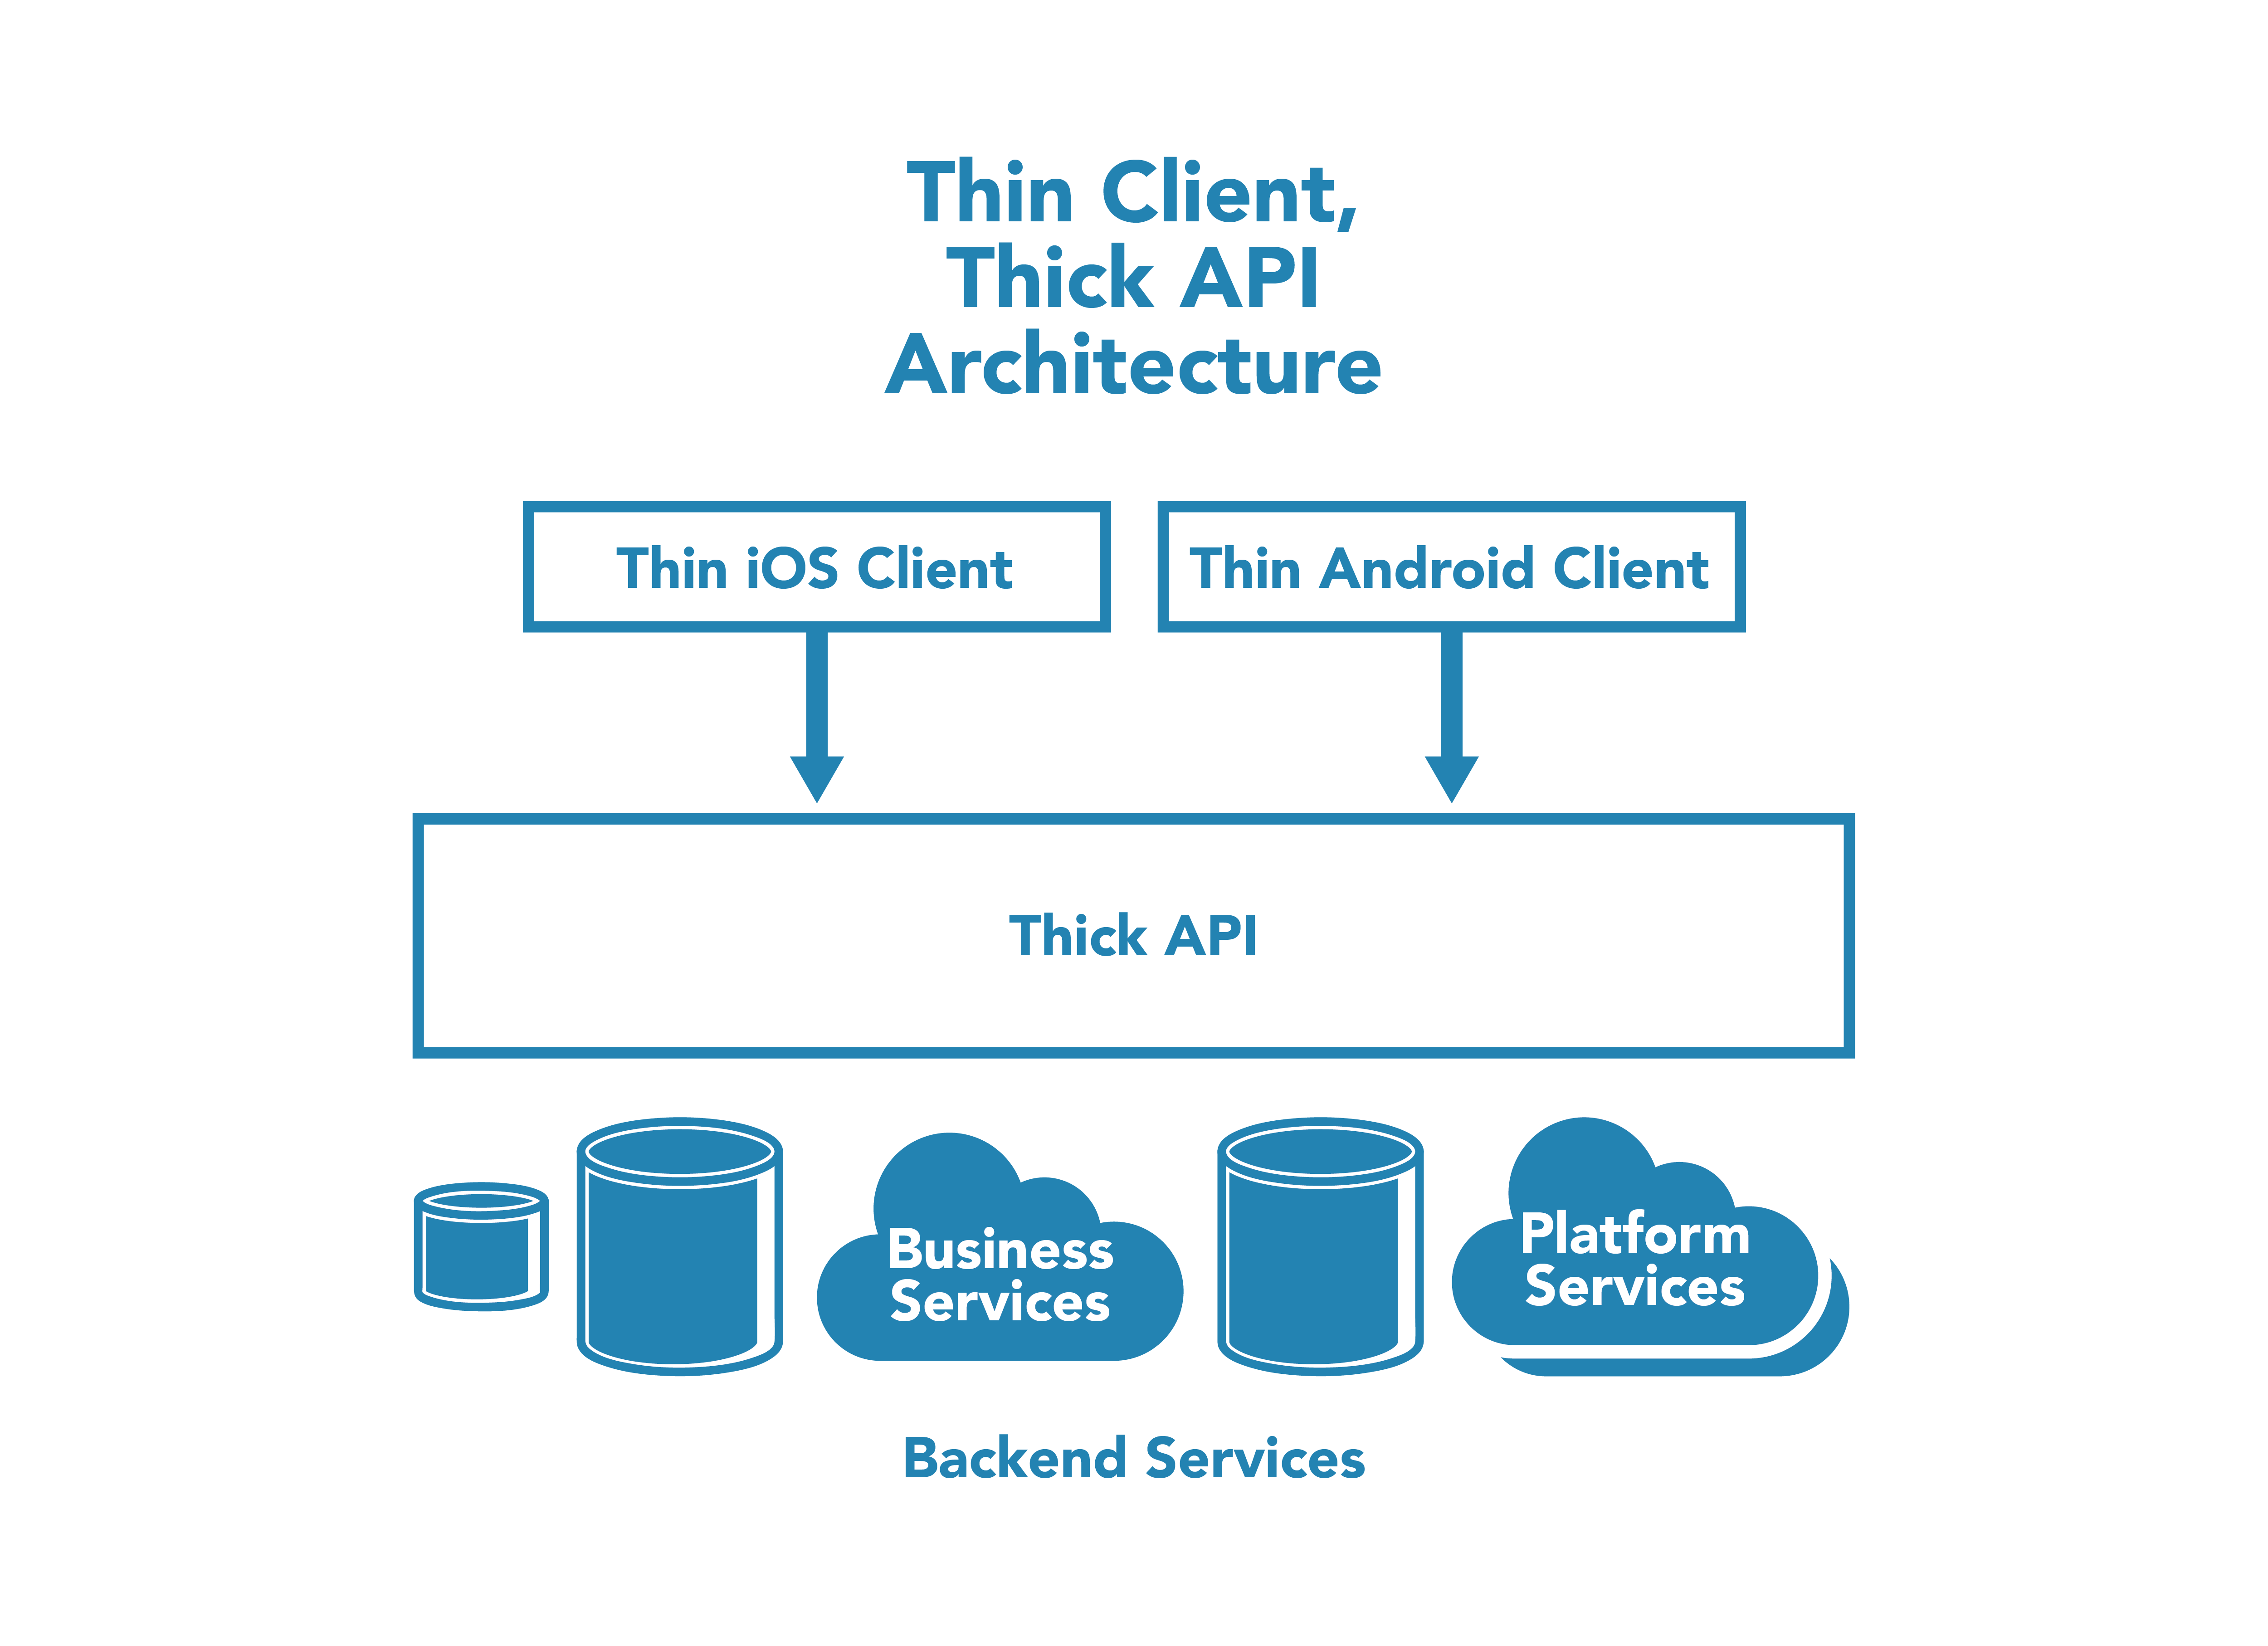 Thin Client,
Thick API
Architecture
Thin iOS Client
Thin Android Client
Thick API
Business
Services
Platform
Services
Backend Services